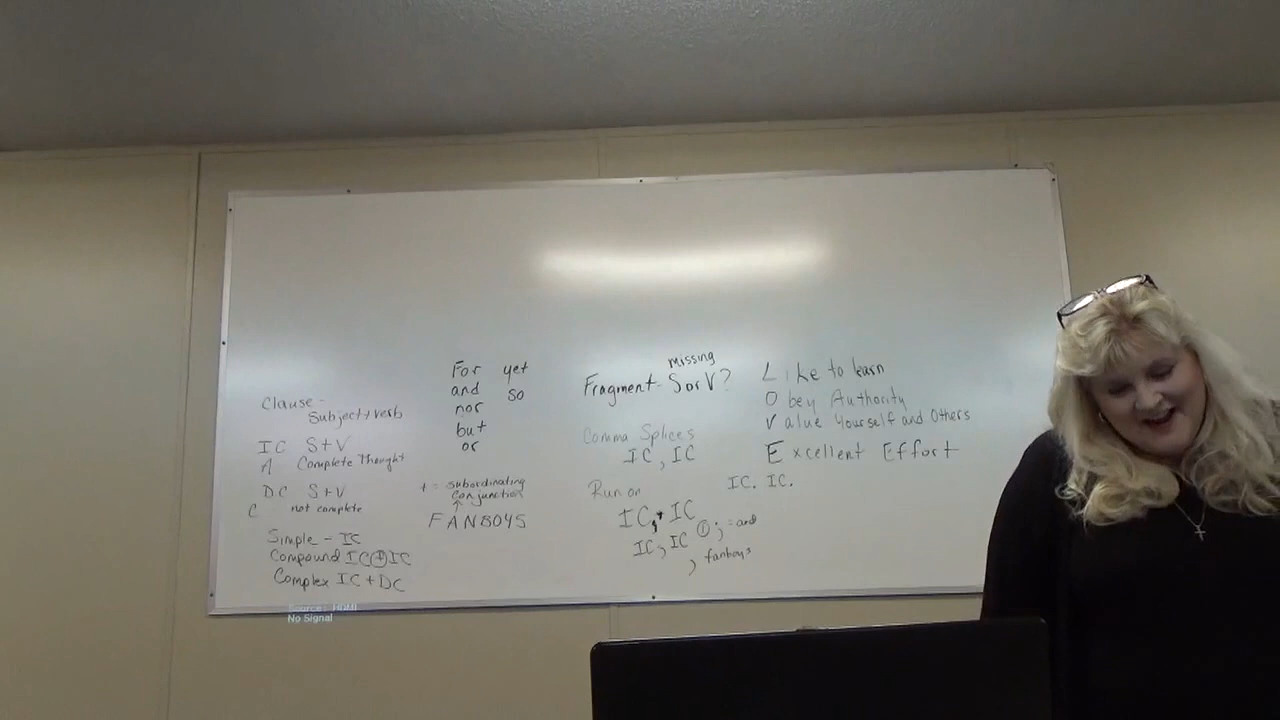 Clause -
Subject + verb
IC S+V
A Complete Thought
DC S+V
C not complete
Simple - IC
Compound IC + IC
Complex IC + DC
For yet
and so
nor
but
or
+ = subordinating
conjunction
FANBOYS
missing
Fragment - S or V?
Comma Splices
IC, IC
Run on
IC, + IC
IC; IC
① ; = and
, fanboys
Like to learn
Obey Authority
Value Yourself and Others
Excellent Effort
IC. IC.
Source: HDMI
No Signal